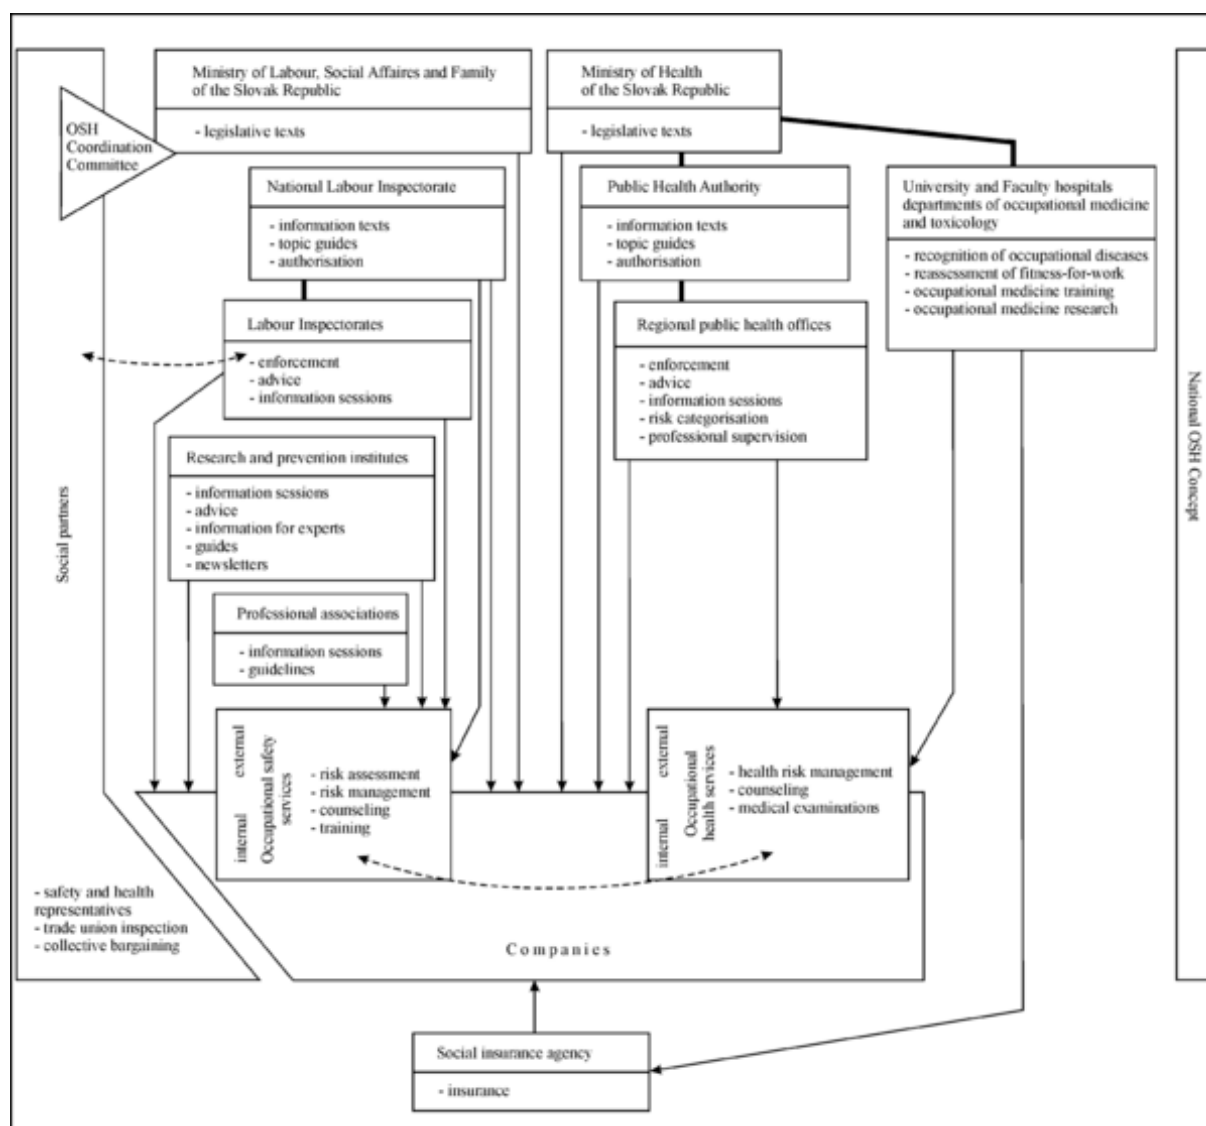 Ministry of Labour, Social Affaires and Family
of the Slovak Republic
- legislative texts
Ministry of Health
of the Slovak Republic
- legislative texts
OSH
Coordination
Committee
National Labour Inspectorate
- information texts
- topic guides
- authorisation
Public Health Authority
- information texts
- topic guides
- authorisation
University and Faculty hospitals
departments of occupational medicine
and toxicology
- recognition of occupational diseases
- reassessment of fitness-for-work
- occupational medicine training
- occupational medicine research
Labour Inspectorates
- enforcement
- advice
- information sessions
Regional public health offices
- enforcement
- advice
- information sessions
- risk categorisation
- professional supervision
Research and prevention institutes
- information sessions
- advice
- information for experts
- guides
- newsletters
Social partners
National OSH Concept
Professional associations
- information sessions
- guidelines
internal external
Occupational safety
services
- risk assessment
- risk management
- counseling
- training
internal external
Occupational
health services
- health risk management
- counseling
- medical examinations
- safety and health
representatives
- trade union inspection
- collective bargaining
Companies
Social insurance agency
- insurance